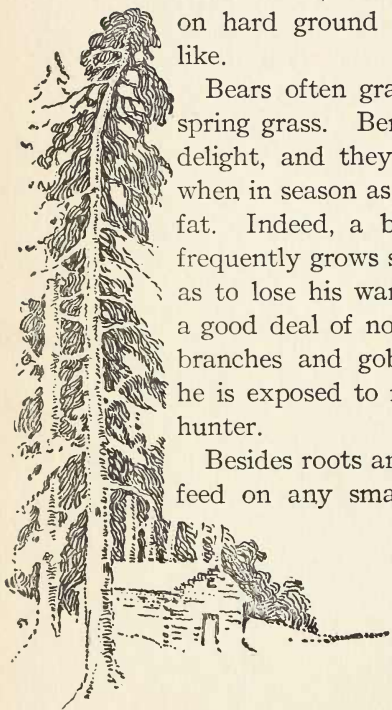 on hard ground
like.
Bears often gra
spring grass. Ber
delight, and they
when in season as
fat. Indeed, a b
frequently grows s
as to lose his war
a good deal of no
branches and gob
he is exposed to
hunter.
Besides roots an
feed on any sma